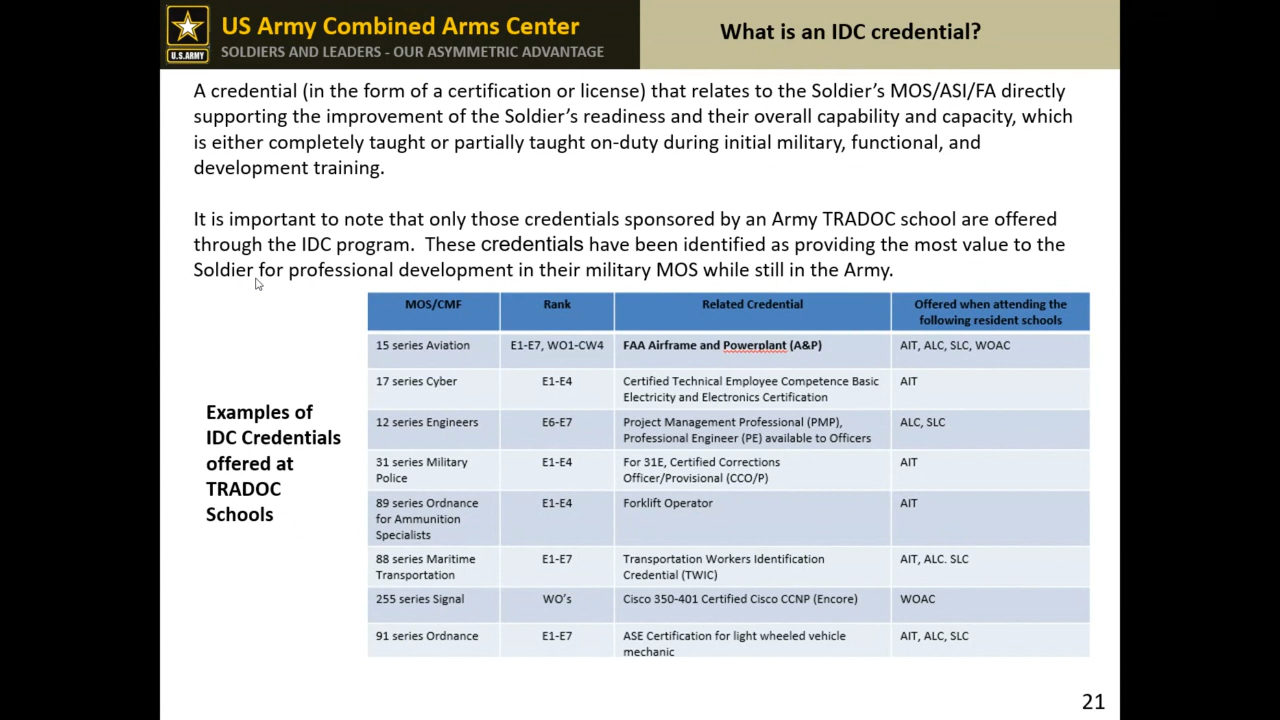 US Army Combined Arms Center
SOLDIERS AND LEADERS - OUR ASYMMETRIC ADVANTAGE
U.S.ARMY
What is an IDC credential?
A credential (in the form of a certification or license) that relates to the Soldier's MOS/ASI/FA directly
supporting the improvement of the Soldier's readiness and their overall capability and capacity, which
is either completely taught or partially taught on-duty during initial military, functional, and
development training.
It is important to note that only those credentials sponsored by an Army TRADOC school are offered
through the IDC program.  These credentials have been identified as providing the most value to the
Soldier for professional development in their military MOS while still in the Army.
Examples of
IDC Credentials
offered at
TRADOC
Schools
MOS/CMF
Rank
Related Credential
Offered when attending the
following resident schools
15 series Aviation
E1-E7, WO1-CW4
FAA Airframe and Powerplant (A&P)
AIT, ALC, SLC, WOAC
17 series Cyber
E1-E4
Certified Technical Employee Competence Basic
Electricity and Electronics Certification
AIT
12 series Engineers
E6-E7
Project Management Professional (PMP),
Professional Engineer (PE) available to Officers
ALC, SLC
31 series Military
Police
E1-E4
For 31E, Certified Corrections
Officer/Provisional (CCO/P)
AIT
89 series Ordnance
for Ammunition
Specialists
E1-E4
Forklift Operator
AIT
88 series Maritime
Transportation
E1-E7
Transportation Workers Identification
Credential (TWIC)
AIT, ALC. SLC
255 series Signal
WO's
Cisco 350-401 Certified Cisco CCNP (Encore)
WOAC
91 series Ordnance
E1-E7
ASE Certification for light wheeled vehicle
mechanic
AIT, ALC, SLC
21